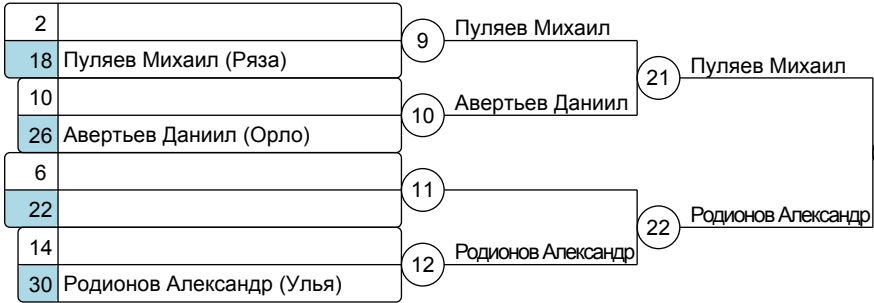 2
18 Пуляев Михаил (Ряза)
9 Пуляев Михаил
10
26 Авертьев Даниил (Орло)
10 Авертьев Даниил
21 Пуляев Михаил
6
22
11
14
30 Родионов Александр (Улья)
12 Родионов Александр
22 Родионов Александр